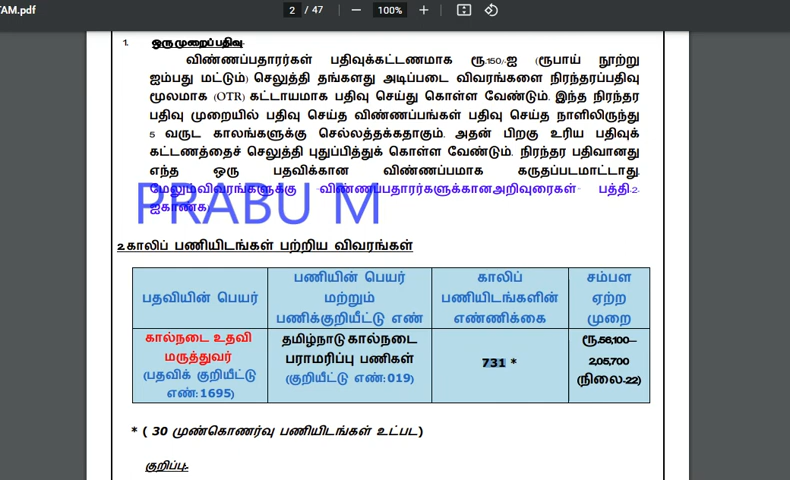 TAM.pdf
2 / 47 — 100% +
1. ஒருமுறைப்பதிவு
விண்ணப்பதாரர்கள் பதிவுக்கட்டணமாக ரூ.150/-ஐ (ரூபாய் நூற்று
ஐம்பது மட்டும்) செலுத்தி தங்களது அடிப்படை விவரங்களை நிரந்தரப்பதிவு
மூலமாக (OTR) கட்டாயமாக பதிவு செய்து கொள்ள வேண்டும். இந்த நிரந்தர
பதிவு முறையில் பதிவு செய்த விண்ணப்பங்கள் பதிவு செய்த நாளிலிருந்து
5 வருட காலங்களுக்கு செல்லத்தக்கதாகும். அதன் பிறகு உரிய பதிவுக்
கட்டணத்தைச் செலுத்தி புதுப்பித்துக் கொள்ள வேண்டும். நிரந்தர பதிவானது
எந்த ஒரு பதவிக்கான விண்ணப்பமாக கருதப்படமாட்டாது.
மேலும்விவரங்களுக்கு "விண்ணப்பதாரர்களுக்கானஅறிவுரைகள்" பத்தி.2-
ஐகாண்க
PRABU M
2.காலிப் பணியிடங்கள் பற்றிய விவரங்கள்
பதவியின் பெயர்
பணியின் பெயர்
மற்றும்
பணிக்குறியீட்டு எண்
காலிப்
பணியிடங்களின்
எண்ணிக்கை
சம்பள
ஏற்ற
முறை
கால்நடை உதவி
மருத்துவர்
(பதவிக் குறியீட்டு
எண்:1695)
தமிழ்நாடு கால்நடை
பராமரிப்பு பணிகள்
(குறியீட்டு எண்:019)
731 *
ரூ.56,100—
2,05,700
(நிலை-22)
* ( 30 முன்கொணர்வு பணியிடங்கள் உட்பட)
குறிப்பு:-